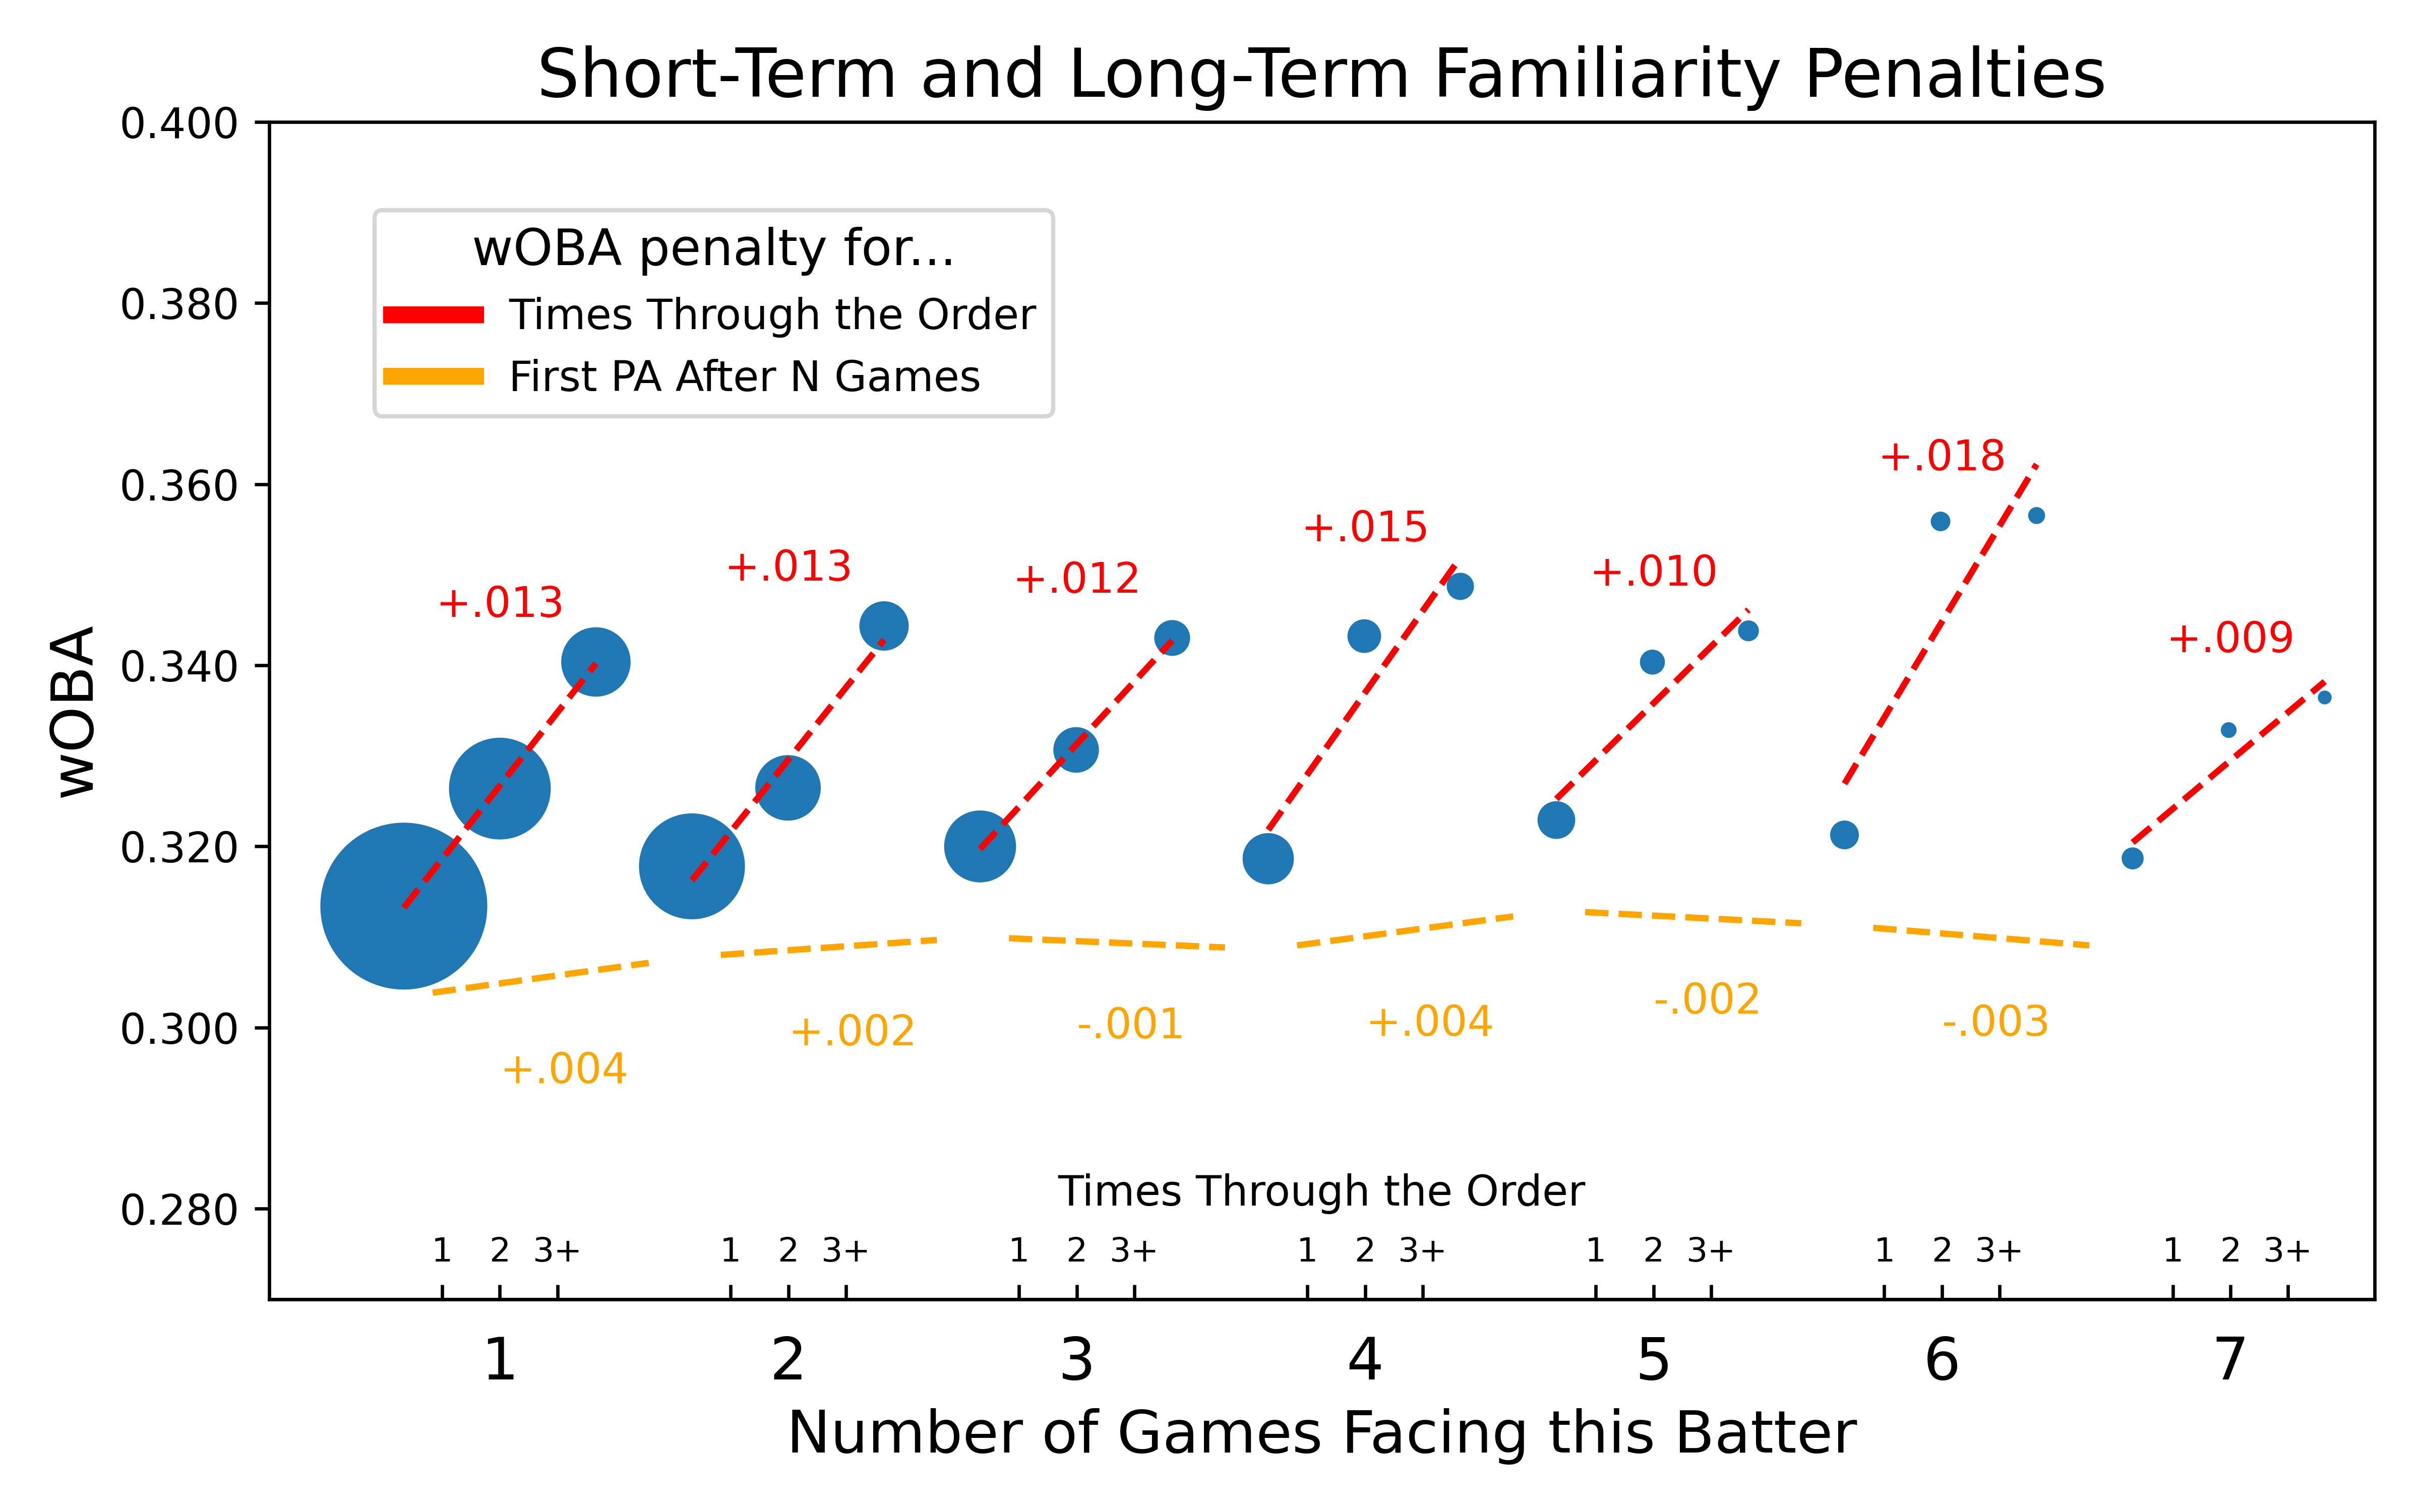 Short-Term and Long-Term Familiarity Penalties
0.400
0.380
0.360
0.340
0.320
0.300
0.280
wOBA
wOBA penalty for...
Times Through the Order
First PA After N Games
+.013
+.013
+.012
+.015
+.010
+.018
+.009
+.004
+.002
-.001
+.004
-.002
-.003
Times Through the Order
1 2 3+ 1 2 3+ 1 2 3+ 1 2 3+ 1 2 3+ 1 2 3+ 1 2 3+
1 2 3 4 5 6 7
Number of Games Facing this Batter